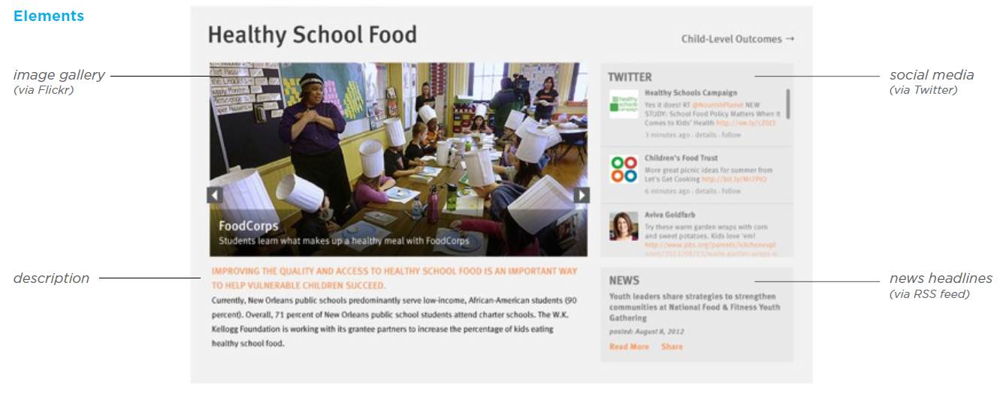 Elements
Healthy School Food
Child-Level Outcomes →
image gallery
(via Flickr)
FoodCorps
Students learn what makes up a healthy meal with FoodCorps
description
IMPROVING THE QUALITY AND ACCESS TO HEALTHY SCHOOL FOOD IS AN IMPORTANT WAY
TO HELP VULNERABLE CHILDREN SUCCEED.
Currently, New Orleans public schools predominantly serve low-income, African-American students (90
percent). Overall, 71 percent of New Orleans public school students attend charter schools. The W.K.
Kellogg Foundation is working with its grantee partners to increase the percentage of kids eating
healthy school food.
TWITTER
healthy
schools
campaign
Healthy Schools Campaign
Yes it does! RT @NourishPlanet NEW
STUDY: School Food Policy Matters When It
Comes to Kids' Health
3 minutes ago . details . follow
Children's Food Trust
More great picnic ideas for summer from
Let's Get Cooking
6 minutes ago . details . follow
Aviva Goldfarb
Try these warm garden wraps with corn
and sweet potatoes. Kids love 'em!
http://www.pbs.org/parents/kitchenexpl
social media
(via Twitter)
NEWS
Youth leaders share strategies to strengthen
communities at National Food & Fitness Youth
Gathering
posted: August 8, 2012
Read More Share
news headlines
(via RSS feed)